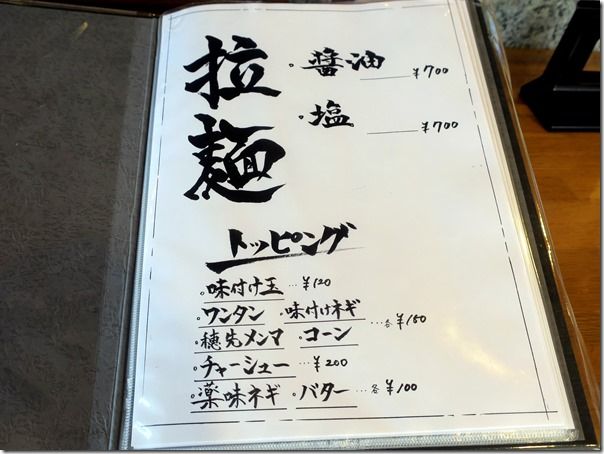 拉麺
・醤油 ¥700
・塩 ¥700
トッピング
・味付け玉…¥120
・ワンタン ・味付けネギ
・穂先メンマ ・コーン …各¥150
・チャーシュー …¥200
・薬味ネギ ・バター …各¥100